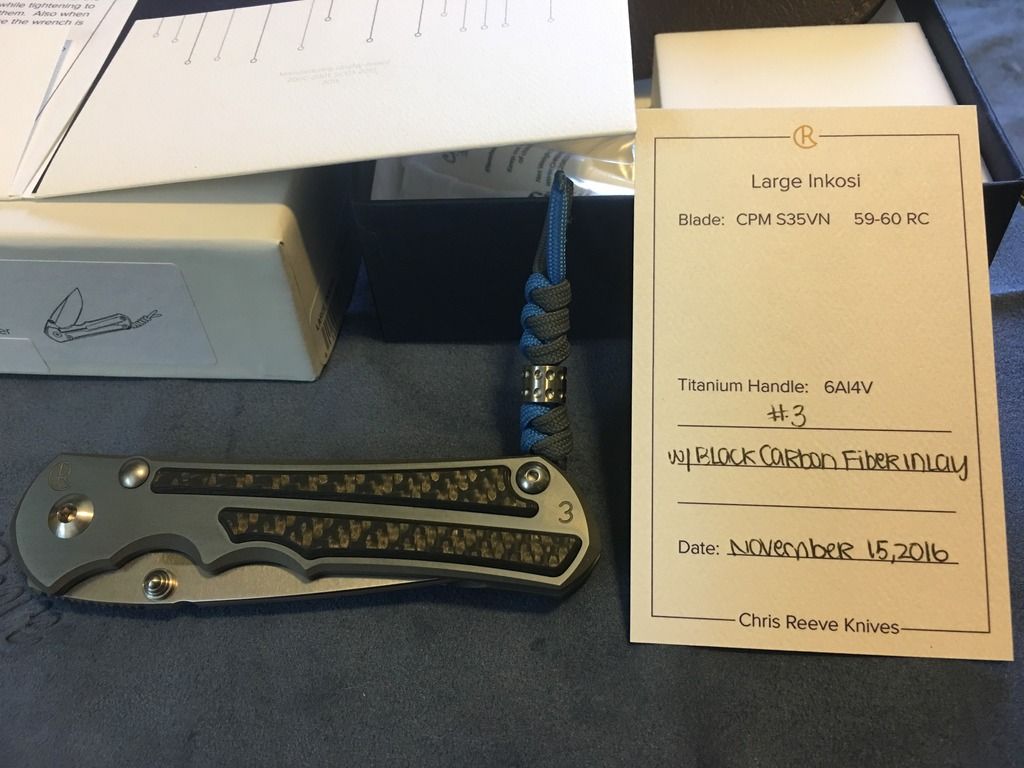 while tightening to
them. Also when
the wrench is
Large Inkosi
Blade: CPM S35VN 59-60 RC
Titanium Handle: 6Al4V
#3
w/ Black Carbon Fiber inlay
Date: November 15, 2016
Chris Reeve Knives
3